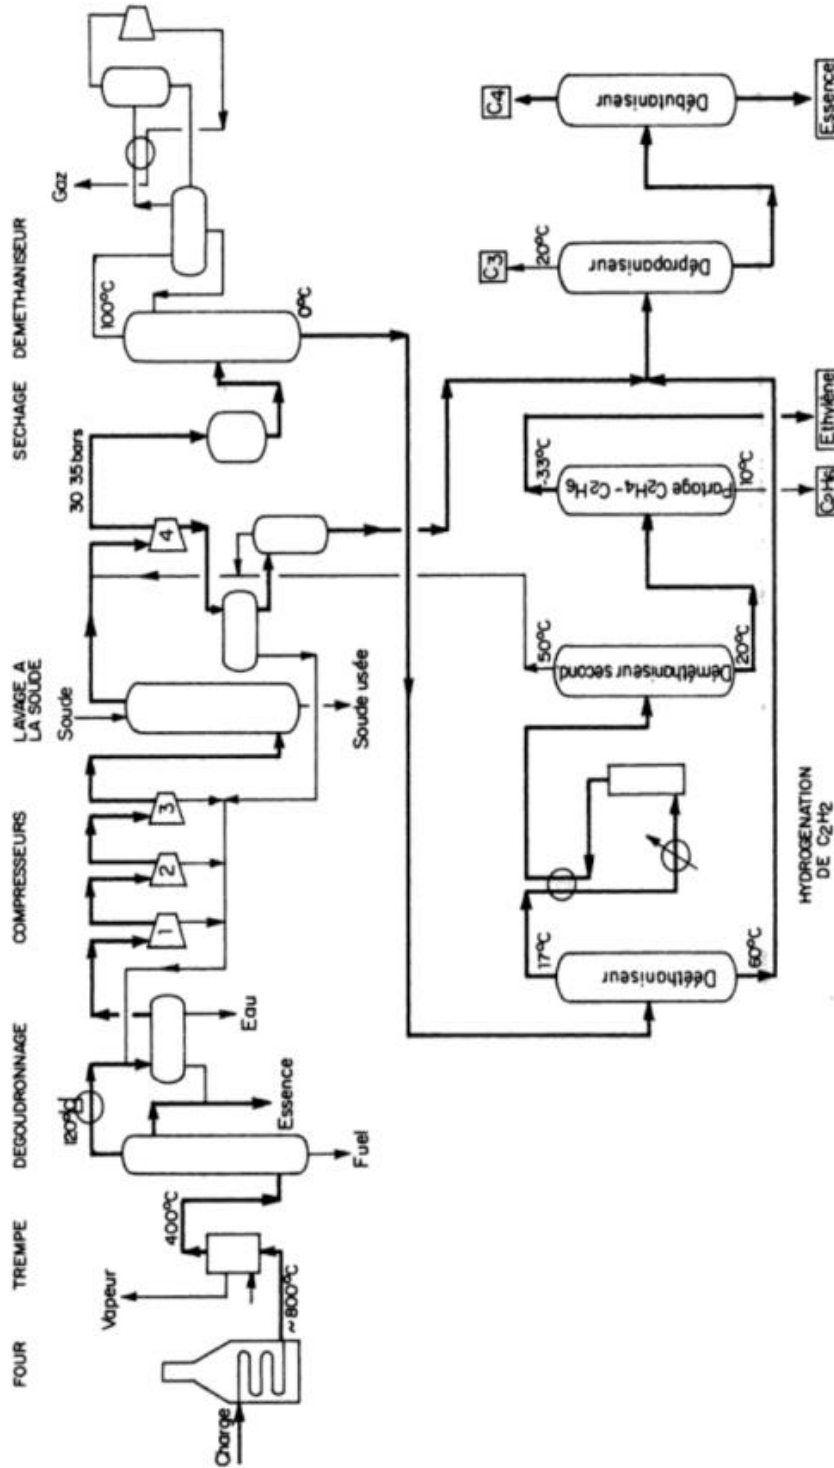 FOUR
TREMPE
DEGOUDRONNAGE
COMPRESSEURS
LAVAGE A
LA SOUDE
SECHAGE
DEMETHANISEUR
Charge
~800°C
Vapeur
400°C
120°C
Fuel
Essence
Eau
1
2
3
Soude
Soude usée
4
30 35 bars
100°C
0°C
Gaz
Dééthaniseur
17°C
60°C
HYDROGENATION
DE C2H2
Déméthaniseur second
50°C
20°C
Partage C2H4 - C2H6
-33°C
10°C
C2H6
Ethylène
Dépropaniseur
C3
20°C
Débutaniseur
C4
Essence